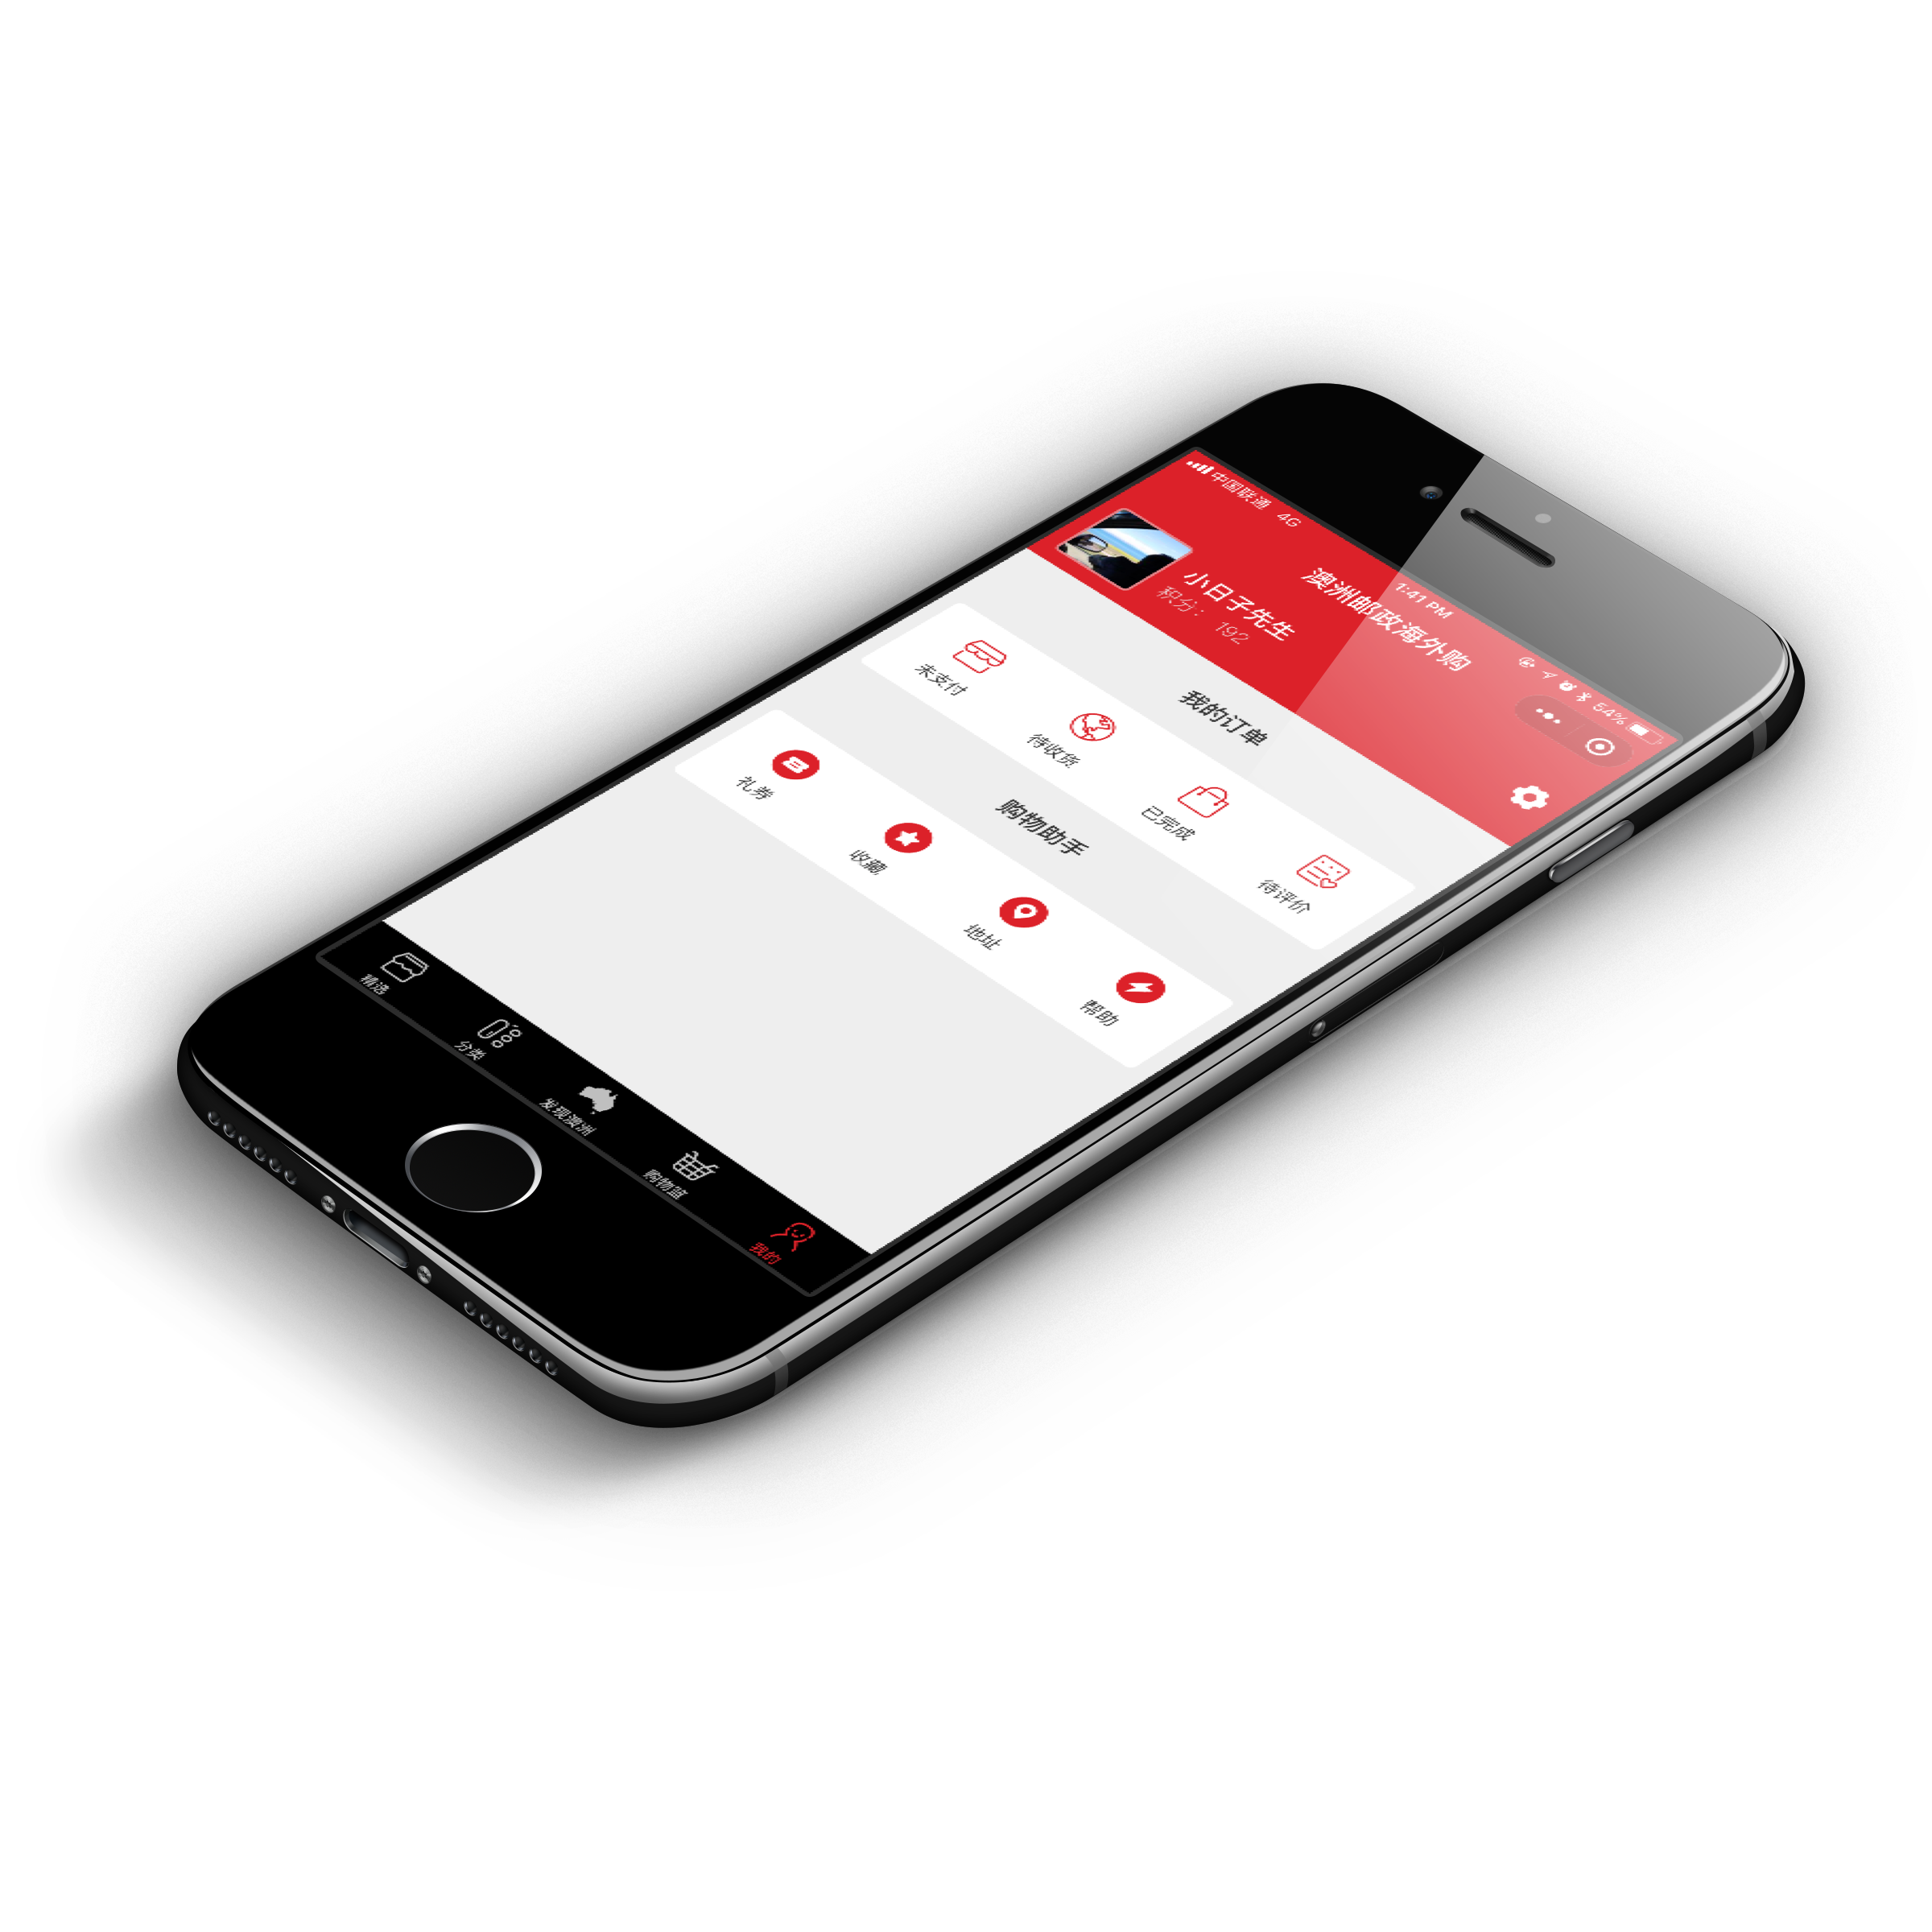 中国联通 4G 1:41 PM 54%
澳洲邮政海外购
小日子先生
积分: 192
我的订单
未支付 待收货 已完成 待评价
购物助手
礼券 收藏 地址 帮助
精选 分类 发现澳洲 购物篮 我的